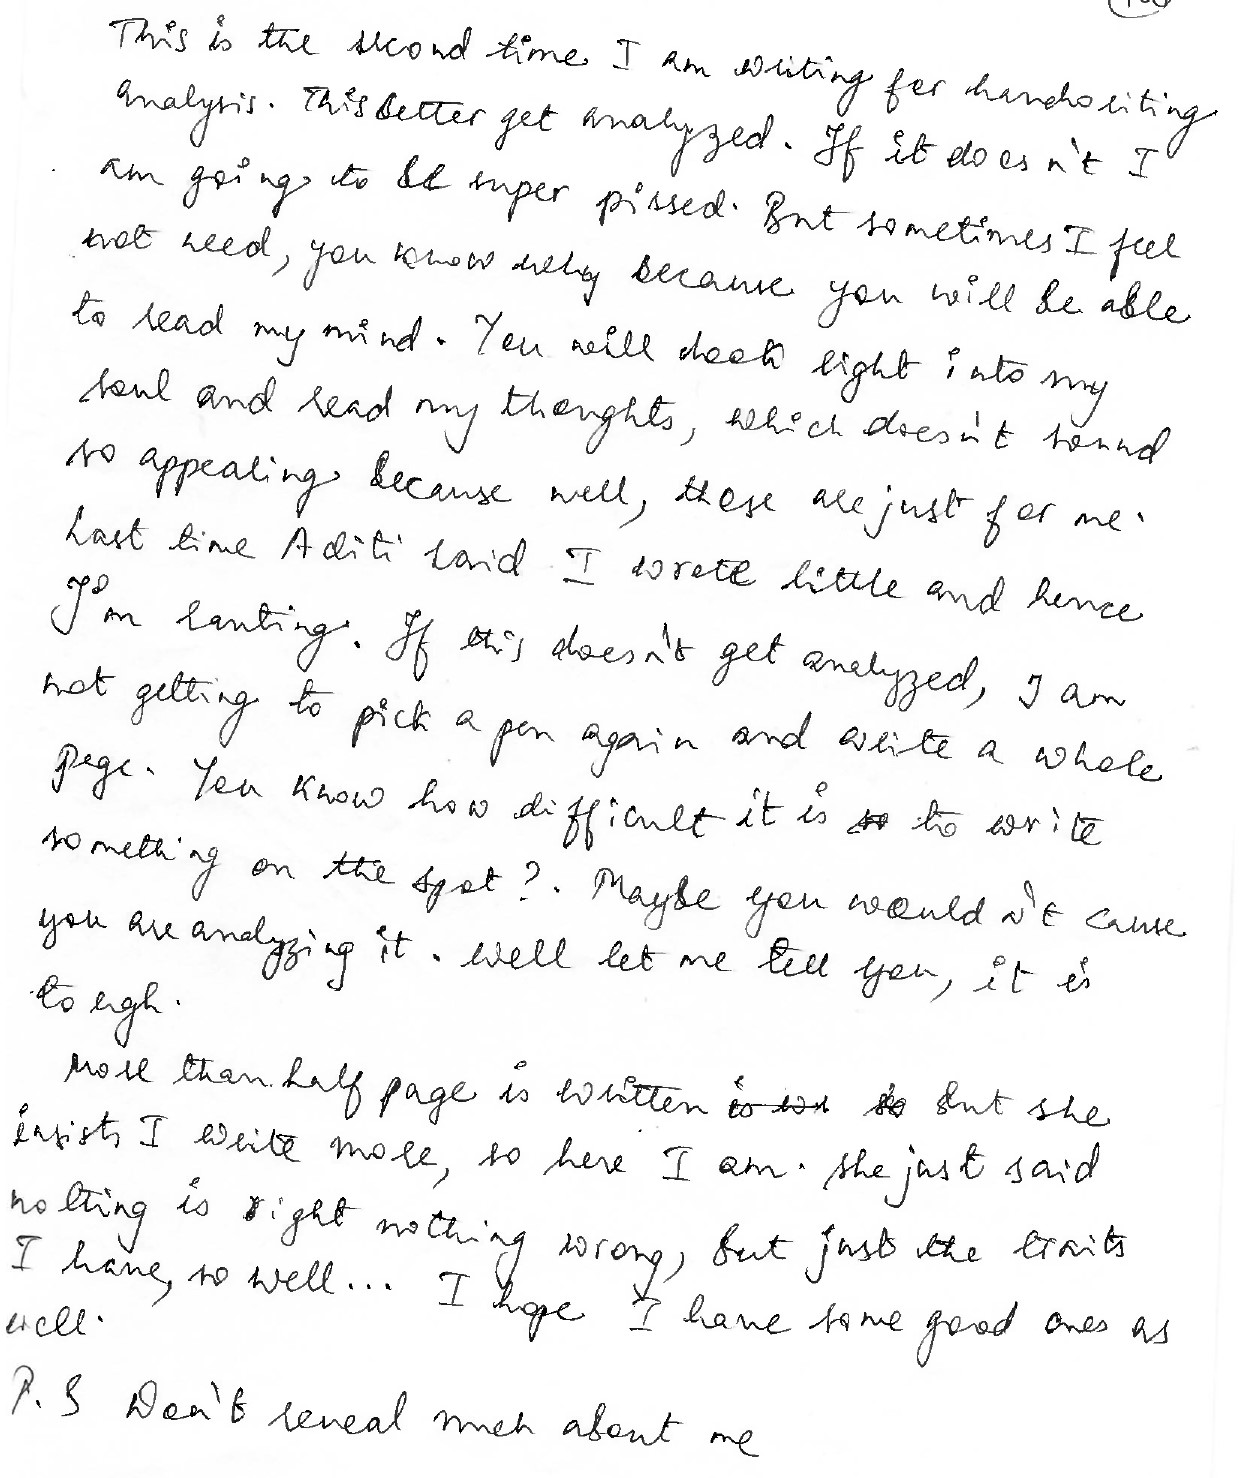 This is the second time I am writing for handwriting
analysis. This better get analyzed. If it doesn't I
am going to be super pissed. But sometimes I feel
not need, you know why because you will be able
to read my mind. You will look right into my
soul and read my thoughts, which doesn't sound
so appealing because well, these are just for me.
Last time Aditi said I wrote little and hence
I'm ranting. If this doesn't get analyzed, I am
not getting to pick a pen again and write a whole
page. You know how difficult it is to write
something on the spot?. Maybe you wouldn't cause
you are analyzing it. Well let me tell you, it is
tough.
More than half page is written but she
insists I write more, so here I am. She just said
nothing is right nothing wrong, but just the traits
I have, so well... I hope I have some good ones as
well.
P.S Don't reveal much about me